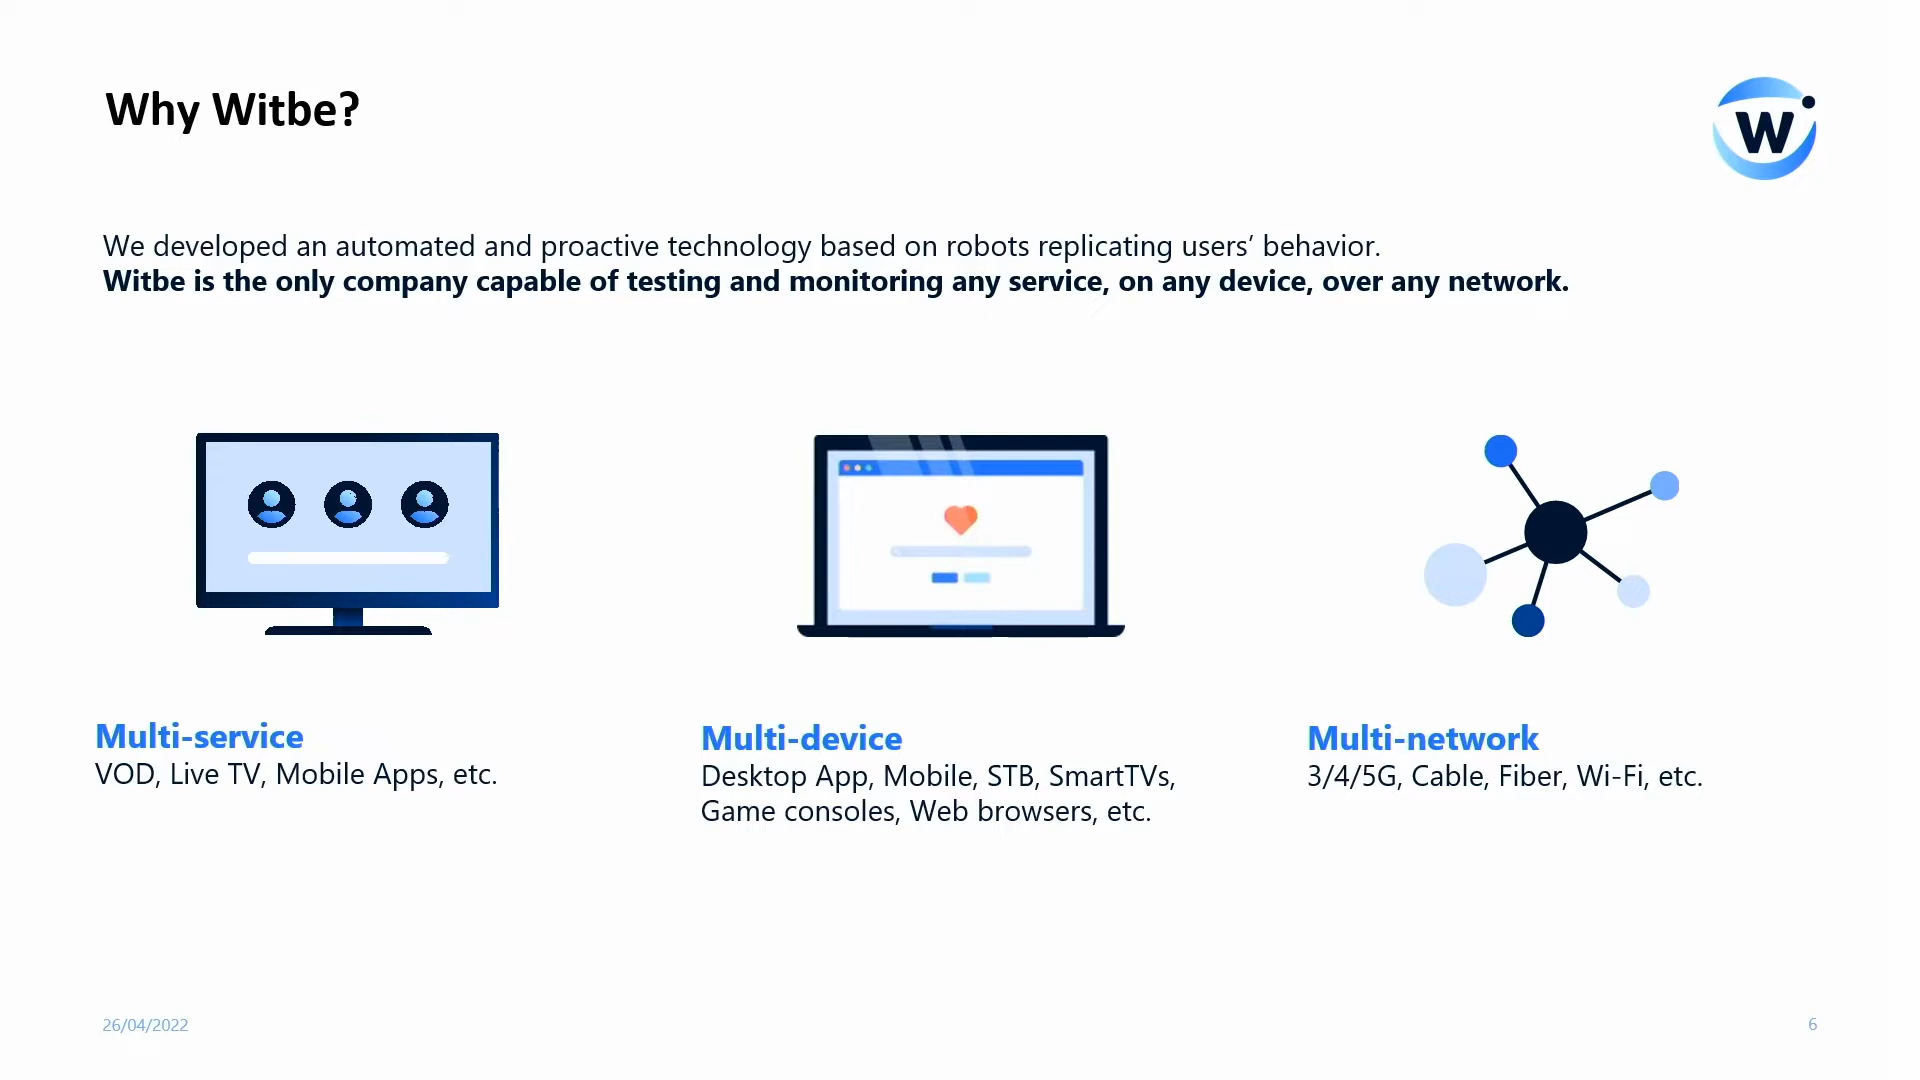 Why Witbe?
W
We developed an automated and proactive technology based on robots replicating users’ behavior.
Witbe is the only company capable of testing and monitoring any service, on any device, over any network.
Multi-service
VOD, Live TV, Mobile Apps, etc.
Multi-device
Desktop App, Mobile, STB, SmartTVs,
Game consoles, Web browsers, etc.
Multi-network
3/4/5G, Cable, Fiber, Wi-Fi, etc.
26/04/2022
6